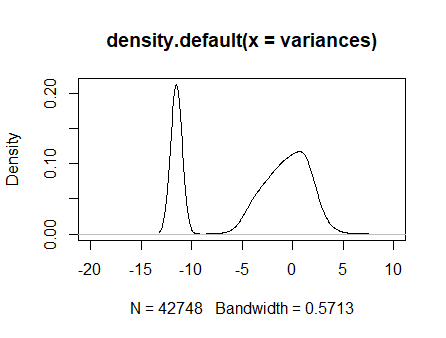 density.default(x = variances)
Density
0.20
0.10
0.00
-20 -15 -10 -5 0 5 10
N = 42748 Bandwidth = 0.5713